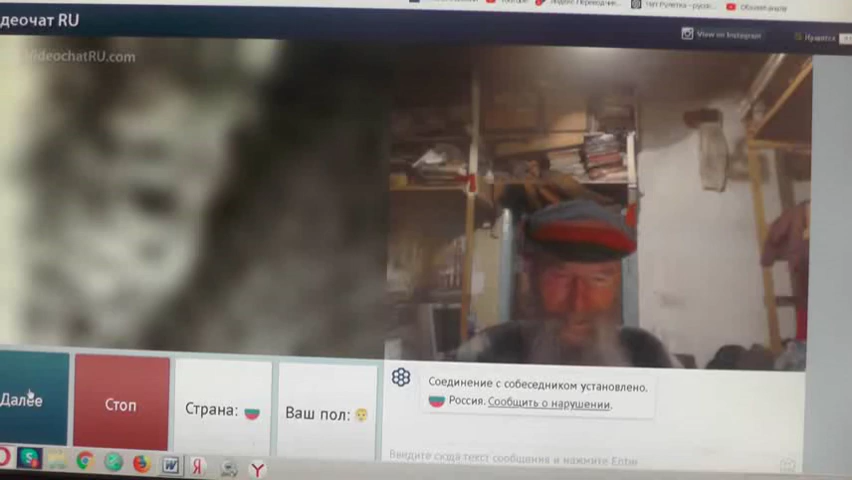 деочат RU
View on Instagram
Нравится
VideochatRU.com
Далее
Стоп
Страна:
Ваш пол:
Соединение с собеседником установлено.
Россия. Сообщить о нарушении.
Введите сюда текст сообщения и нажмите Enter